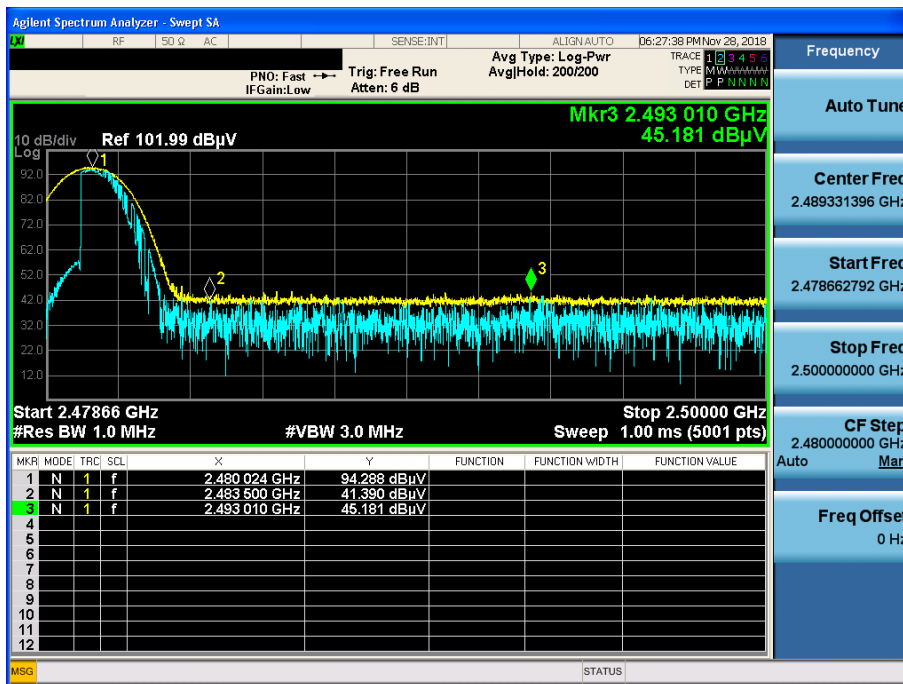 Agilent Spectrum Analyzer - Swept SA
LXI RF 50 Ω AC SENSE:INT ALIGN AUTO 06:27:38 PM Nov 28, 2018
PNO: Fast
IFGain:Low
Trig: Free Run
Atten: 6 dB
Avg Type: Log-Pwr
Avg|Hold: 200/200
TRACE 1 2 3 4 5 6
TYPE M W W W W W
DET P P N N N N
Mkr3 2.493 010 GHz
45.181 dBµV
10 dB/div Ref 101.99 dBµV
Log
92.0
82.0
72.0
62.0
52.0
42.0
32.0
22.0
12.0
1
2
3
Start 2.47866 GHz Stop 2.50000 GHz
#Res BW 1.0 MHz #VBW 3.0 MHz Sweep 1.00 ms (5001 pts)
MKR MODE TRC SCL X Y FUNCTION FUNCTION WIDTH FUNCTION VALUE
1 N 1 f 2.480 024 GHz 94.288 dBµV
2 N 1 f 2.483 500 GHz 41.390 dBµV
3 N 1 f 2.493 010 GHz 45.181 dBµV
4
5
6
7
8
9
10
11
12
MSG STATUS
Frequency
Auto Tune
Center Freq
2.489331396 GHz
Start Freq
2.478662792 GHz
Stop Freq
2.500000000 GHz
CF Step
2.480000000 GHz
Auto Man
Freq Offset
0 Hz